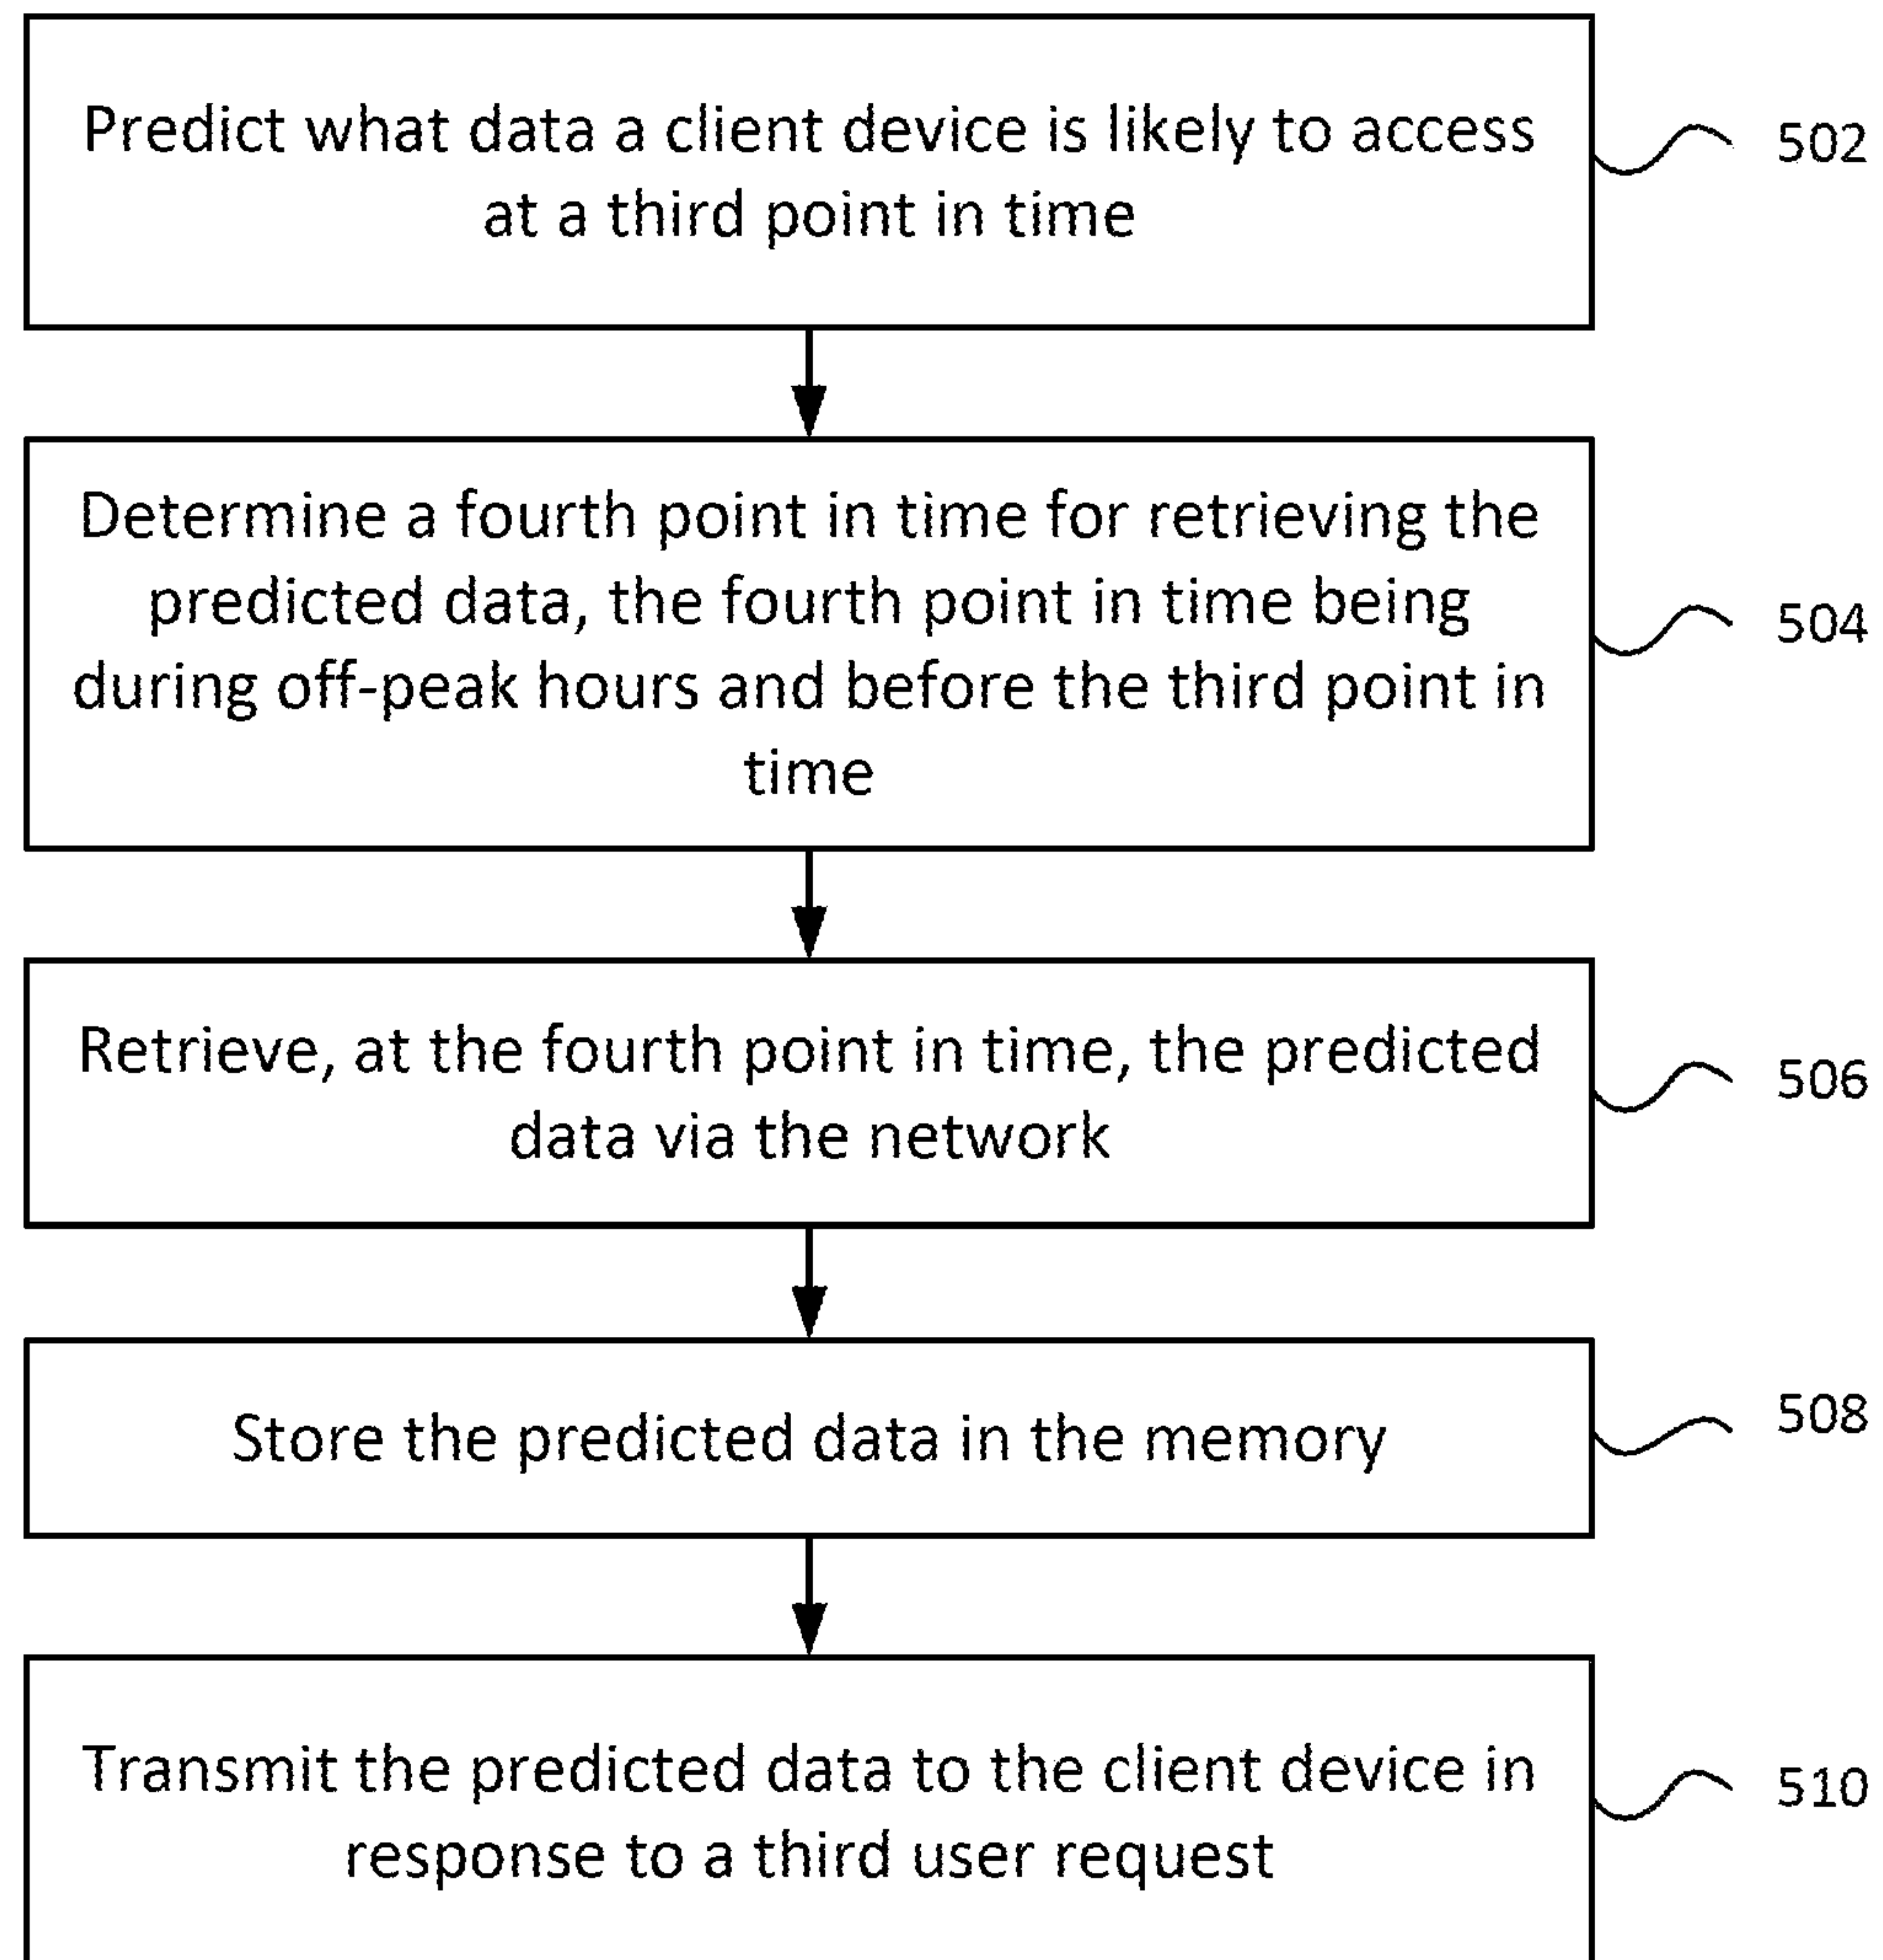 Predict what data a client device is likely to access
at a third point in time
502
Determine a fourth point in time for retrieving the
predicted data, the fourth point in time being
during off-peak hours and before the third point in
time
504
Retrieve, at the fourth point in time, the predicted
data via the network
506
Store the predicted data in the memory
508
Transmit the predicted data to the client device in
response to a third user request
510